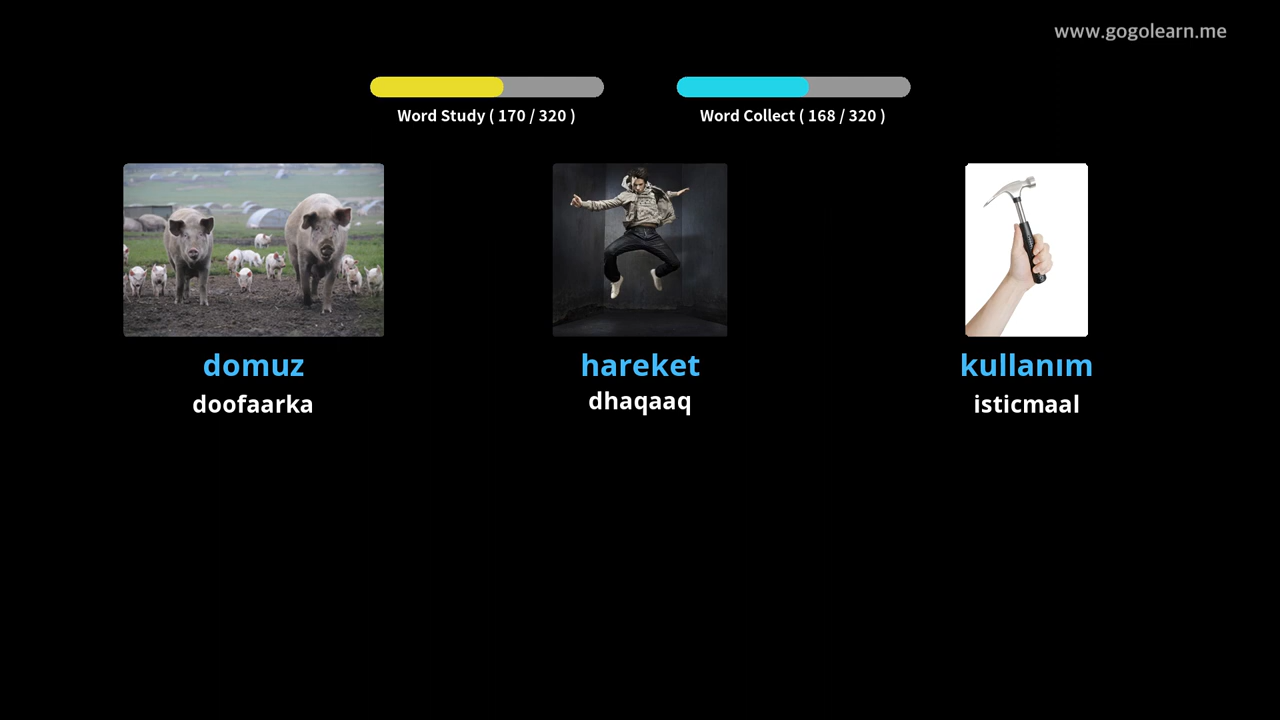 www.gogolearn.me
Word Study ( 170 / 320 )
Word Collect ( 168 / 320 )
domuz
doofaarka
hareket
dhaqaaq
kullanım
isticmaal